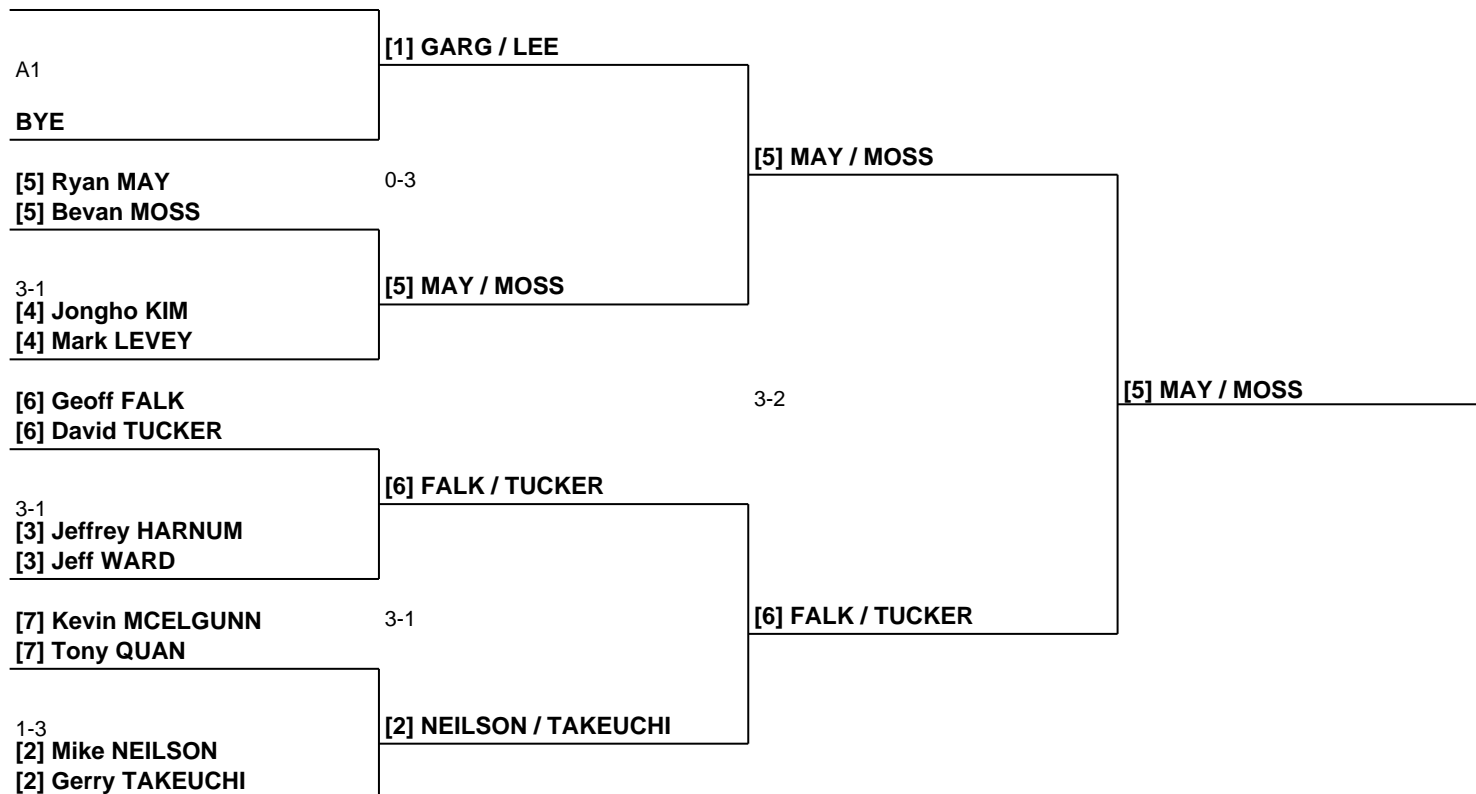 A1
BYE
[5] Ryan MAY
[5] Bevan MOSS
3-1
[4] Jongho KIM
[4] Mark LEVEY
[6] Geoff FALK
[6] David TUCKER
3-1
[3] Jeffrey HARNUM
[3] Jeff WARD
[7] Kevin MCELGUNN
[7] Tony QUAN
1-3
[2] Mike NEILSON
[2] Gerry TAKEUCHI
[1] GARG / LEE
0-3
[5] MAY / MOSS
[6] FALK / TUCKER
3-1
[2] NEILSON / TAKEUCHI
[5] MAY / MOSS
3-2
[6] FALK / TUCKER
[5] MAY / MOSS